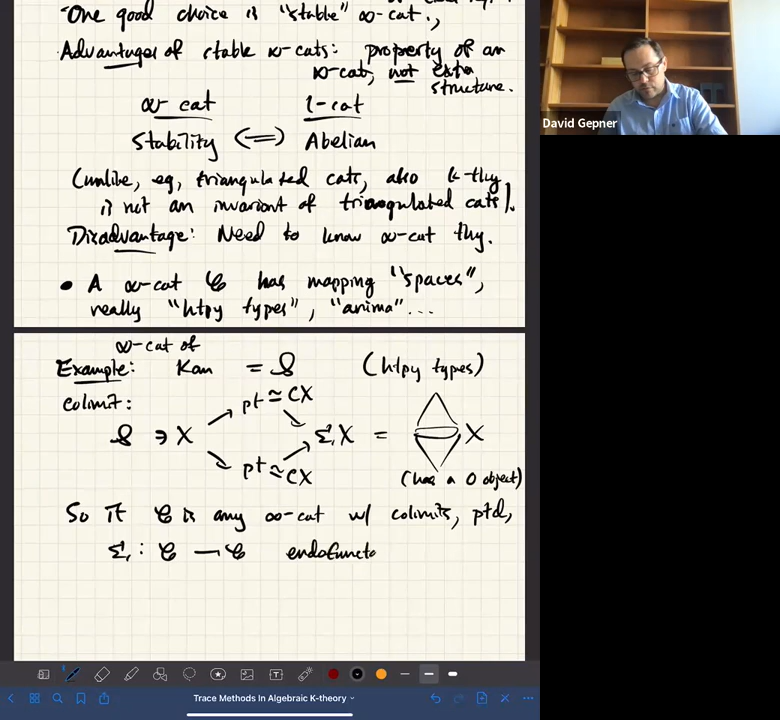 One good choice is "stable" ∞-cat.,
Advantages of stable ∞-cats: property of an
∞-cat, not extra
structure.
∞-cat 1-cat
Stability <=> Abelian
(unlike, eg, triangulated cats, also K-thy
is not an invariant of triangulated cats).
Disadvantage: Need to know ∞-cat thy.
• A ∞-cat 𝒞 has mapping "spaces",
really "htpy types", "anima"...
∞-cat of
Example: Kan = 𝒮 (htpy types)
colimit:
pt ≃ CX
𝒮 ∋ X ΣX = X
pt ≃ CX
(has a 0 object)
So if 𝒞 is any ∞-cat w/ colimits, ptd,
Σ : 𝒞 → 𝒞 endofuncto
David Gepner
Trace Methods In Algebraic K-theory